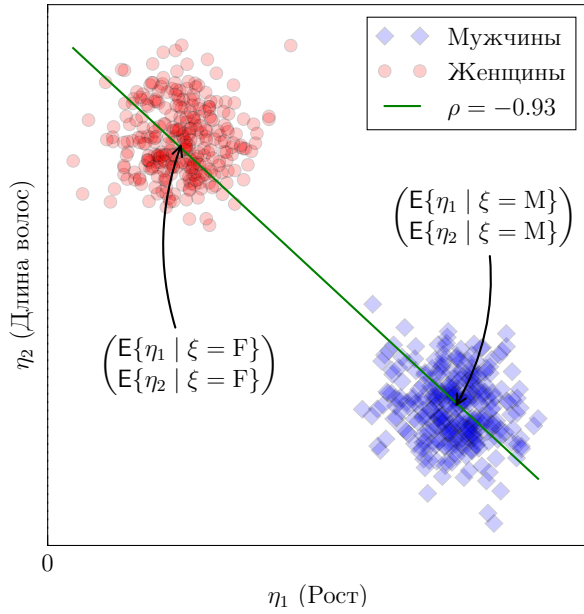 Мужчины
Женщины
ρ = −0.93
E{η₁ | ξ = M}
E{η₂ | ξ = M}
E{η₁ | ξ = F}
E{η₂ | ξ = F}
η₂ (Длина волос)
0
η₁ (Рост)